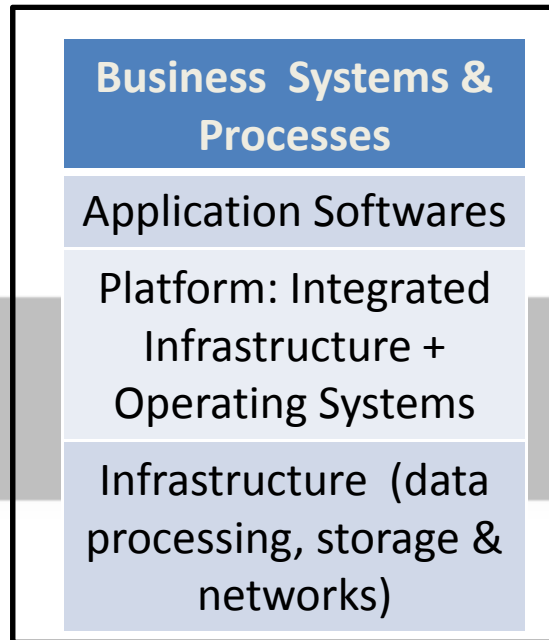 Business  Systems &
Processes
Application Softwares
Platform: Integrated
Infrastructure +
Operating Systems
Infrastructure  (data
processing, storage &
networks)